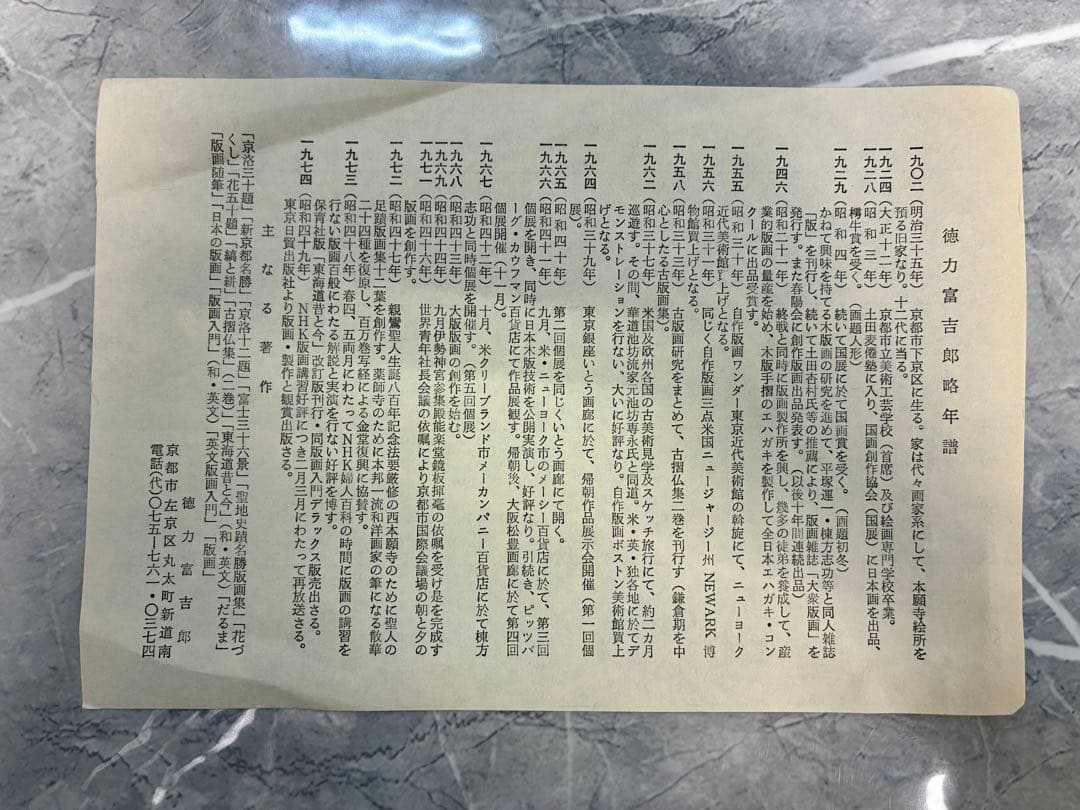 徳力富吉郎略年譜
一九〇二（明治三十五年）京都市下京区に生る。家は代々画家系にして、本願寺絵所を
預る旧家なり。十二代に当る。
一九二四（大正十二年）京都市立美術工芸学校（首席）及び絵画専門学校卒業。
一九二八（昭和三年）土田麦僊塾に入り、国画創作協会（国展）に日本画を出品、
樗牛賞を受く。（画題人形）
一九二九（昭和四年）続いて国展に於て国画賞を受く。（画題初冬）
かねて興味を持てる木版画の研究を進めて、平塚運一・棟方志功等と同人雑誌
「版」を刊行し、続いて土田杏村氏等の推薦により、版画雑誌「大衆版画」を
発行す。また春陽会に創作版画出品発表す。（以後十年間連続出品）
一九四六（昭和二十一年）終戦と同時に版画製作所を興し、幾多の徒弟を養成して、産
業的版画の量産を始め、木版手摺のエハガキを製作して全日本エハガキ・コン
クールに出品受賞す。
一九五五（昭和三十年）自作版画ワンダー東京近代美術館の斡旋にて、ニューヨーク
近代美術館買上げとなる。
一九五六（昭和三十一年）同じく自作版画三点米国ニュージャージー州 NEWARK 博
物館買上げとなる。
一九五八（昭和三十三年）古版画研究をまとめて、古摺仏集二巻を刊行す（鎌倉期を中
心としたる古版画集）。
一九六二（昭和三十七年）米国及欧州各国の古美術見学及スケッチ旅行にて、約二カ月
巡遊す。その間、華道池坊流家元池坊専永氏と同道。米・英・独各地に於てデ
モンストレーションを行ない、大いに好評なり。自作版画ボストン美術館買上
げとなる。
一九六四（昭和三十九年）東京銀座いとう画廊に於て、帰朝作品展示会開催（第一回個
展）。
一九六五（昭和四十年）第二回個展を同じくいとう画廊にて開く。
一九六六（昭和四十一年）九月、米・ニューヨーク市のメーシー百貨店に於て、第三回
個展を開き、同時に日本木版技術を公開実演し、好評なり。引続き、ピッツバ
ーグ・カウフマン百貨店にて作品展観す。帰朝後、大阪松豊画廊に於て第四回
個展開催（十一月）。
一九六七（昭和四十二年）十月、米クリーブランド市メーカンパニー百貨店に於て棟方
志功と同時個展を開催す。（第五回個展）
一九六八（昭和四十三年）大阪版画の創作を始む。
一九六九（昭和四十四年）九月伊勢神宮参集殿能楽堂鏡板揮毫の依嘱を受け是を完成す
一九七一（昭和四十六年）世界青年社長会議の依嘱により京都市国際会議場の朝と夕の
版画を創作す。
一九七二（昭和四十七年）親鸞聖人生誕八百年記念法要厳修の西本願寺のために聖人の
足蹟版画集十二葉を創作す。薬師寺のために本邦一流和洋画家の筆になる散華
二十四種を復原し、百万巻写経による金堂復興に協賛す。
一九七三（昭和四十八年）春四、五両月にわたってNHK婦人百科の時間に版画の講習を
行ない版画百般にわたる解説と実演を行ない好評を博す。
保育社版「東海道昔と今」改訂版刊行・同版画入門デラックス版売出さる。
一九七四（昭和四十九年）NHK版画講習好評につき二月三月にわたって再放送さる。
東京日貿出版社より版画・製作と観賞出版さる。
主なる著作
「京洛三十題」「新京都名勝」「京洛十二題」「富士三十六景」「聖地史蹟名勝版画集」「花づ
くし」「花五十題」「縞と絣」「古摺仏集」（二巻）「東海道昔と今」（和・英文）「だるま」
「版画随筆」「日本の版画」「版画入門」（和・英文）「英文版画入門」「版画」
徳力富吉郎
京都市左京区丸太町新道南
電話（代）〇七五―七六一・〇三七四